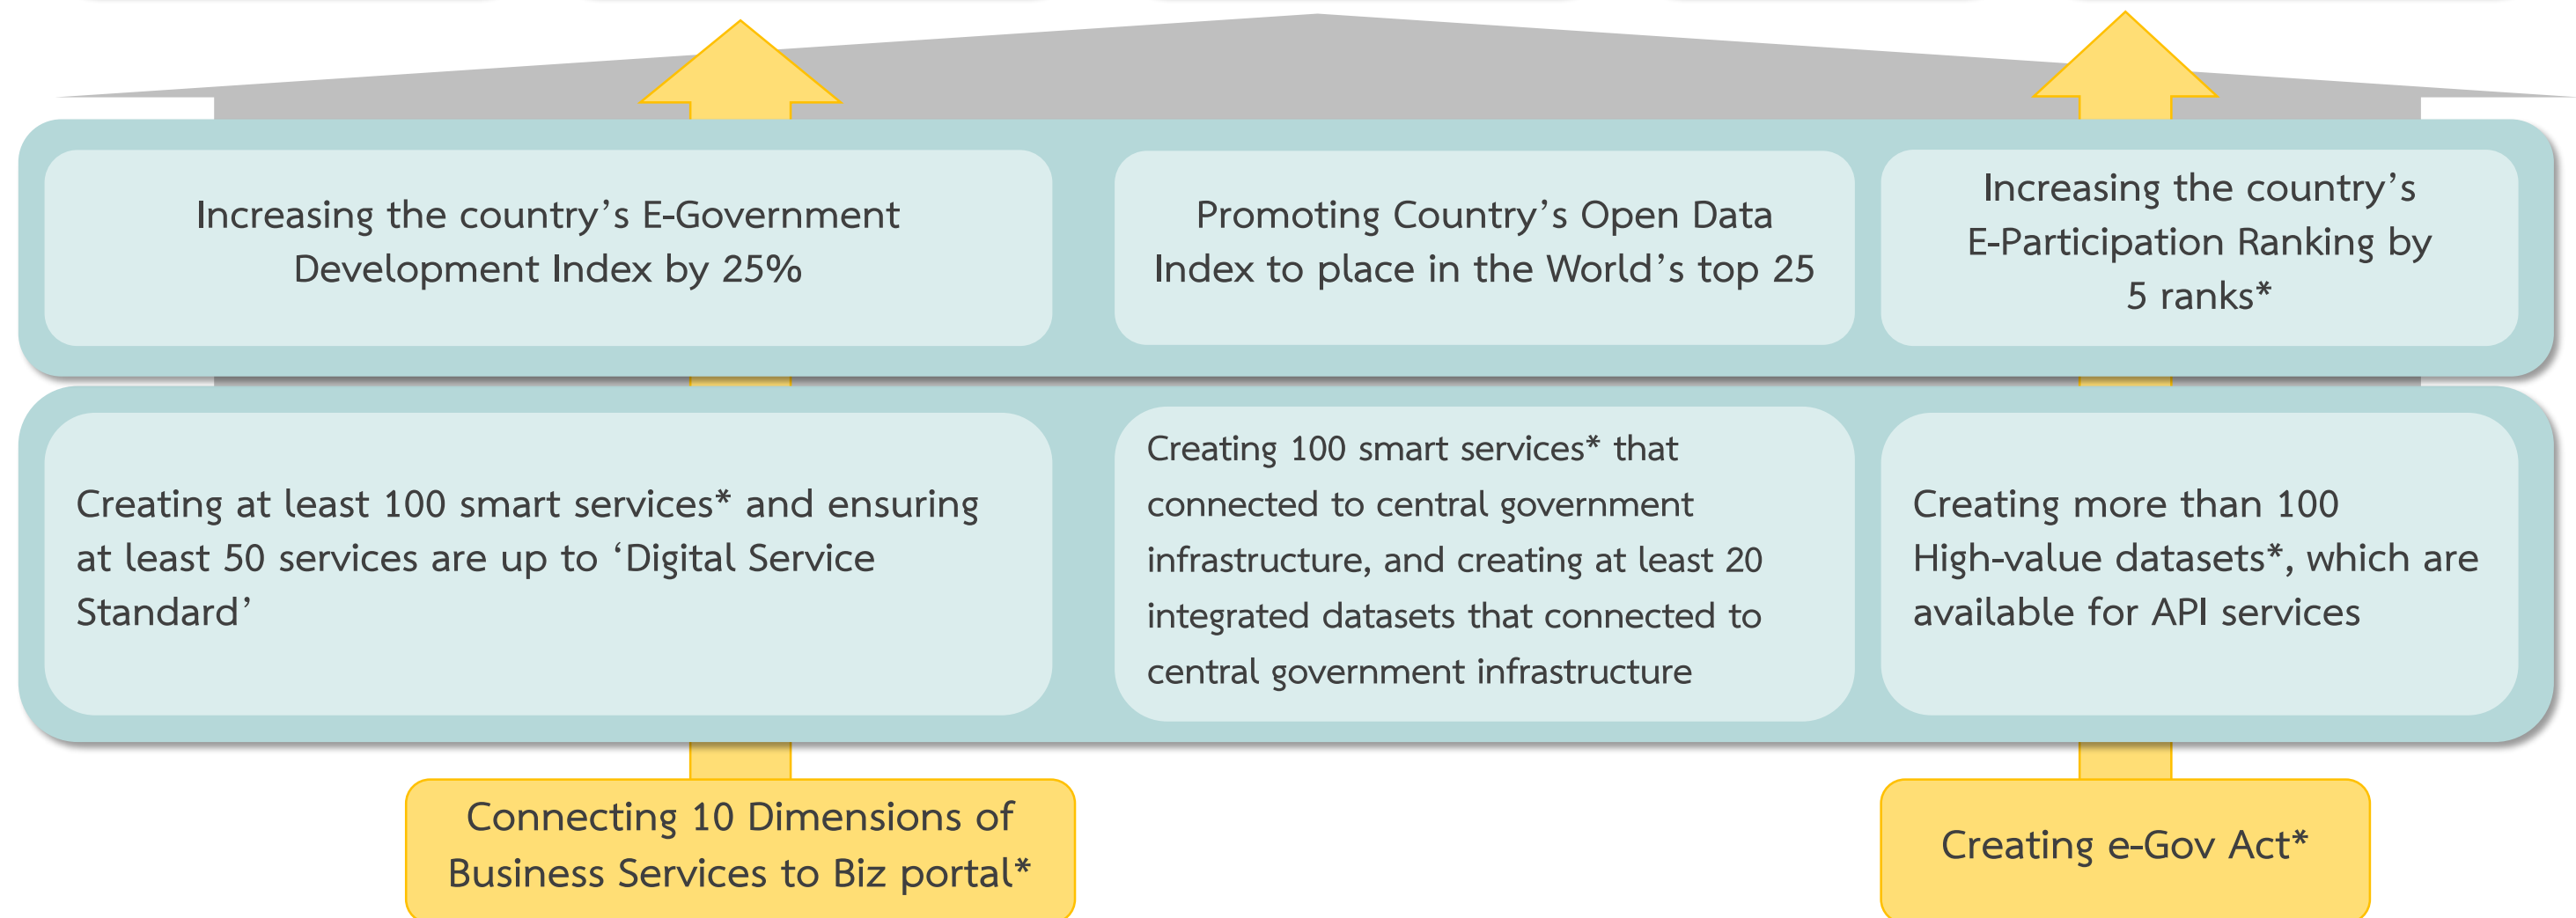 Increasing the country’s E-Government
Development Index by 25%
Promoting Country’s Open Data
Index to place in the World’s top 25
Increasing the country’s
E-Participation Ranking by
5 ranks*
Creating at least 100 smart services* and ensuring
at least 50 services are up to ‘Digital Service
Standard’
Creating 100 smart services* that
connected to central government
infrastructure, and creating at least 20
integrated datasets that connected to
central government infrastructure
Creating more than 100
High-value datasets*, which are
available for API services
Connecting 10 Dimensions of
Business Services to Biz portal*
Creating e-Gov Act*